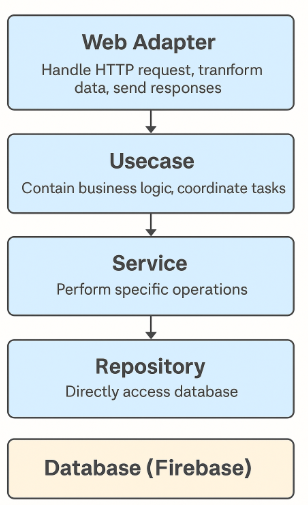 Web Adapter
Handle HTTP request, tranrform
data, send responses
Usecase
Contain business logic, coordinate tasks
Service
Perform specific operations
Repository
Directly access database
Database (Firebase)